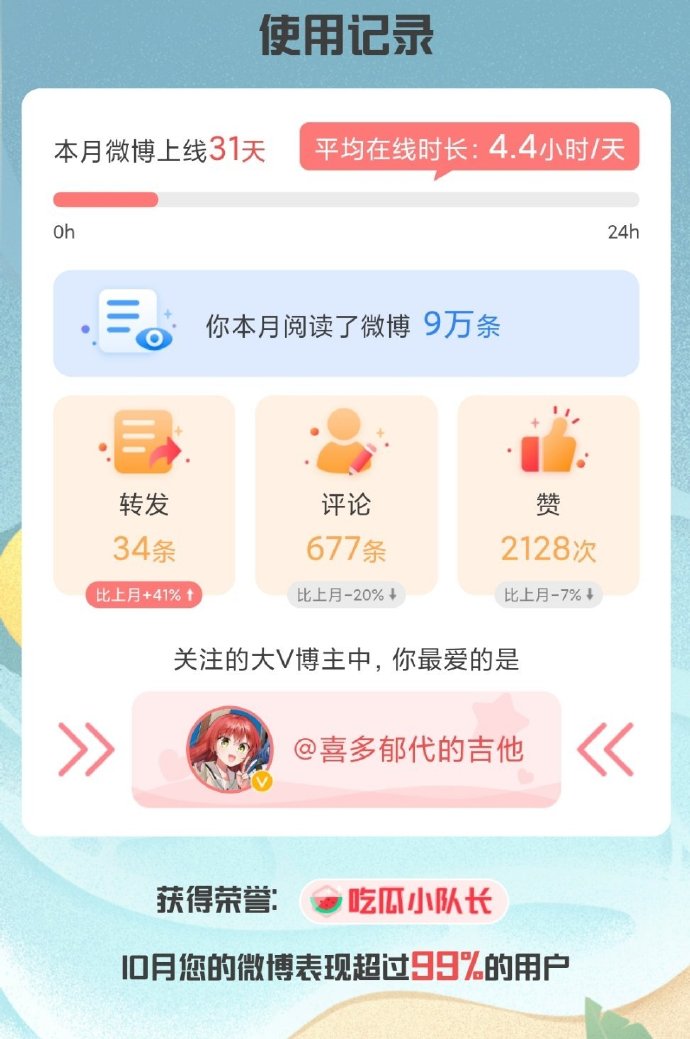 使用记录
本月微博上线31天
平均在线时长：4.4小时/天
0h
24h
你本月阅读了微博 9万条
转发
34条
比上月+41%⬆
评论
677条
比上月-20%⬇
赞
2128次
比上月-7%⬇
关注的大V博主中，你最爱的是
@喜多郁代的吉他
获得荣誉：
吃瓜小队长
10月您的微博表现超过99%的用户